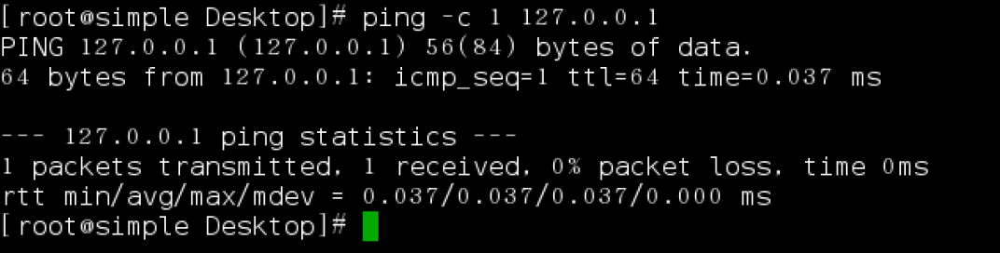 [root@simple Desktop]# ping -c 1 127.0.0.1
PING 127.0.0.1 (127.0.0.1) 56(84) bytes of data.
64 bytes from 127.0.0.1: icmp_seq=1 ttl=64 time=0.037 ms
--- 127.0.0.1 ping statistics ---
1 packets transmitted, 1 received, 0% packet loss, time 0ms
rtt min/avg/max/mdev = 0.037/0.037/0.037/0.000 ms
[root@simple Desktop]#